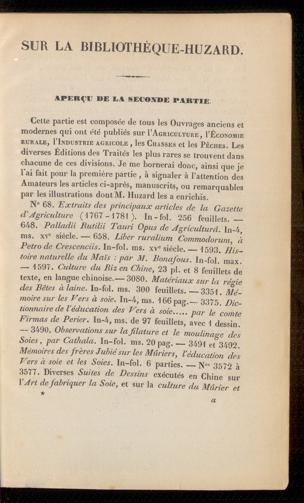 SUR LA BIBLIOTHÈQUE-HUZARD.
APERÇU DE LA SECONDE PARTIE.
Cette partie est composée de tous les Ouvrages anciens et
modernes qui ont été publiés sur l'AGRICULTURE, l'ÉCONOMIE
RURALE, l'INDUSTRIE AGRICOLE, les CHASSES et les PÊCHES. Les
diverses Éditions des Traités les plus rares se trouvent dans
chacune de ces divisions. Je me bornerai donc, ainsi que je
l'ai fait pour la première partie, à signaler à l'attention des
Amateurs les articles ci-après, manuscrits, ou remarquables
par les illustrations dont M. Huzard les a enrichis.
N° 68. Extraits des principaux articles de la Gazette
d'Agriculture (1767-1781). In-fol. 256 feuillets. —
648. Palladii Rutilii Tauri Opus de Agriculturâ. In-4,
ms. XVe siècle. — 658. Liber ruralium Commodorum, à
Petro de Crescenciis. In-fol. ms. XVe siècle. — 1593. His-
toire naturelle du Maïs : par M. Bonafous. In-fol. max.
— 1597. Culture du Riz en Chine, 23 pl. et 8 feuillets de
texte, en langue chinoise. — 3080. Matériaux sur la régie
des Bêtes à laine. In-fol. ms. 300 feuillets. — 3351. Mé-
moire sur les Vers à soie. In-4, ms. 166 pag. — 3375. Dic-
tionnaire de l'éducation des Vers à soie..... par le comte
Firmas de Perier. In-4, ms. de 97 feuillets, avec 1 dessin.
— 3490, Observations sur la filature et le moulinage des
Soies, par Cathala. In-fol. ms. 20 pag. — 3491 et 3492.
Mémoires des frères Jubié sur les Mûriers, l'éducation des
Vers à soie et les Soies. In-fol. 6 parties. — Nos 3572 à
3577. Diverses Suites de Dessins exécutés en Chine sur
l'Art de fabriquer la Soie, et sur la culture du Mûrier et
* a